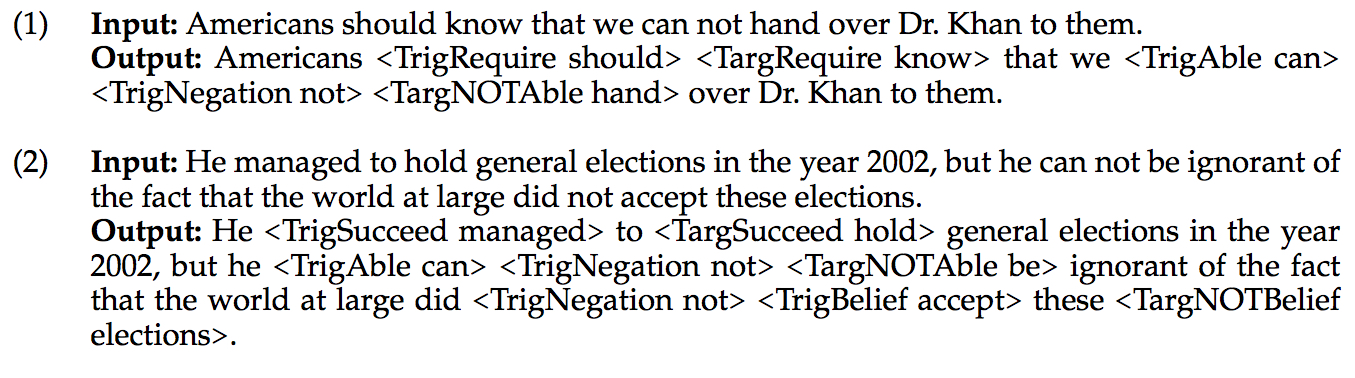 (1) Input: Americans should know that we can not hand over Dr. Khan to them.
Output: Americans <TrigRequire should> <TargRequire know> that we <TrigAble can>
<TrigNegation not> <TargNOTAble hand> over Dr. Khan to them.
(2) Input: He managed to hold general elections in the year 2002, but he can not be ignorant of
the fact that the world at large did not accept these elections.
Output: He <TrigSucceed managed> to <TargSucceed hold> general elections in the year
2002, but he <TrigAble can> <TrigNegation not> <TargNOTAble be> ignorant of the fact
that the world at large did <TrigNegation not> <TrigBelief accept> these <TargNOTBelief
elections>.